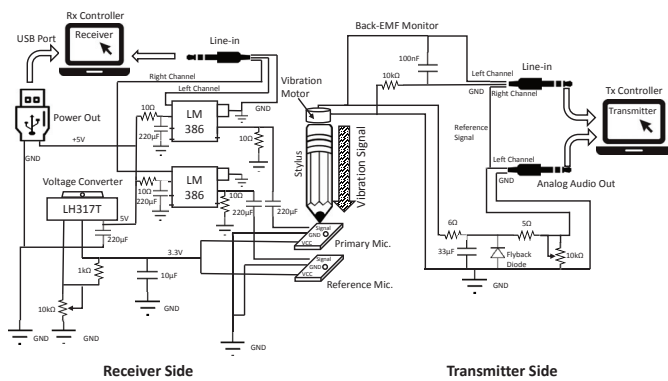 Rx Controller
Receiver
USB Port
Line-in
Right Channel
Left Channel
GND
Power Out
+5V
GND
10Ω
220µF
LM
386
10Ω
10Ω
220µF
LM
386
10Ω
220µF
220µF
Voltage Converter
LH317T
5V
220µF
3.3V
1kΩ
10µF
10kΩ
GND
GND
GND
GND
Vibration
Motor
Stylus
Vibration Signal
Signal
GND
VCC
Primary Mic.
Signal
GND
VCC
Reference Mic.
GND
Back-EMF Monitor
100nF
10kΩ
Left Channel
GND
Right Channel
Line-in
Tx Controller
Transmitter
Reference
Signal
Left Channel
GND
Analog Audio Out
6Ω
5Ω
33µF
Flyback
Diode
10kΩ
GND
Receiver Side
Transmitter Side